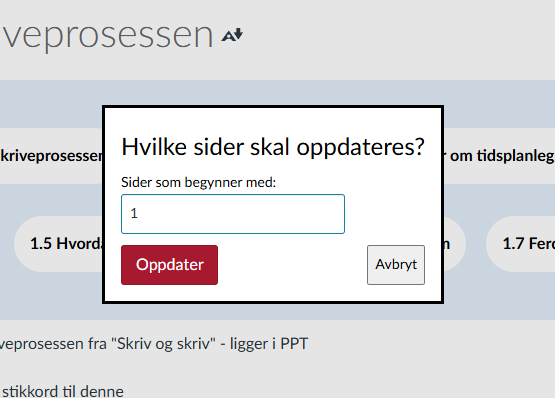 veprosessen
Hvilke sider skal oppdateres?
Sider som begynner med:
1
Oppdater
Avbryt
kriveprosessen
om tidsplanleg
1.5 Hvord
1.7 Fer
veprosessen fra "Skriv og skriv" - ligger i PPT
stikkord til denne